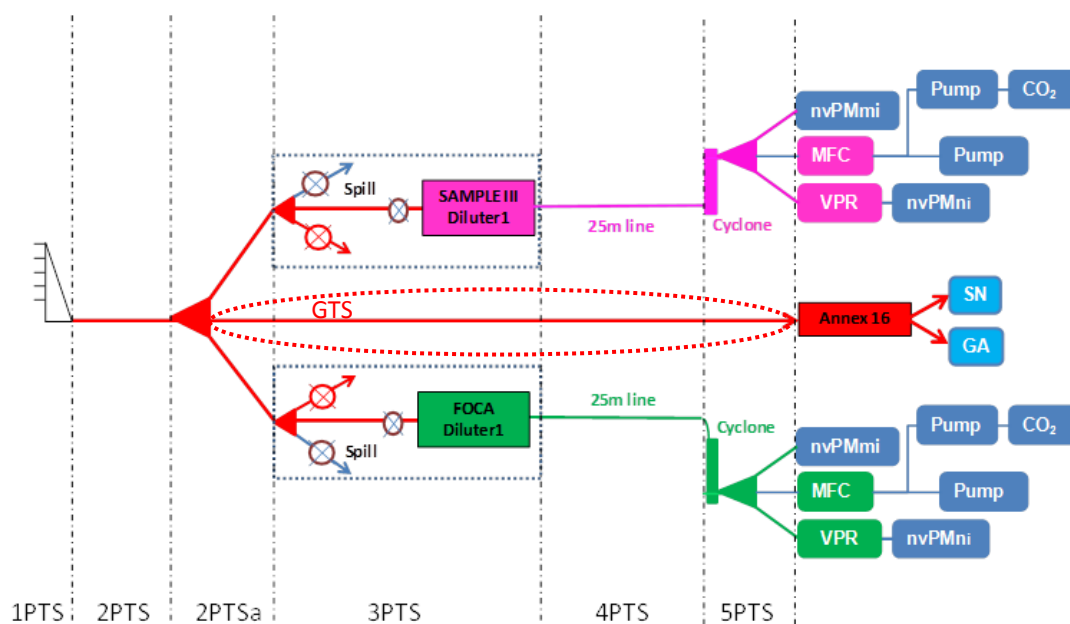 Pump
CO₂
nvPMmi
MFC
Pump
VPR
nvPMni
Spill
SAMPLE III
Diluter1
25m line
Cyclone
GTS
Annex 16
SN
GA
FOCA
Diluter1
25m line
Cyclone
Spill
Pump
CO₂
nvPMmi
MFC
Pump
VPR
nvPMni
1PTS
2PTS
2PTSa
3PTS
4PTS
5PTS